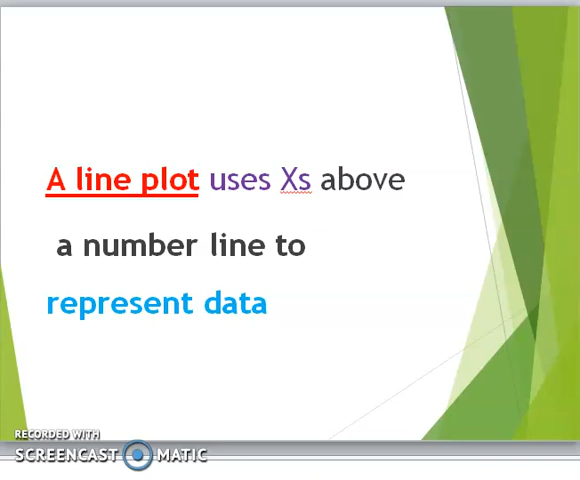 A line plot uses Xs above
a number line to
represent data
RECORDED WITH
SCREENCAST MATIC